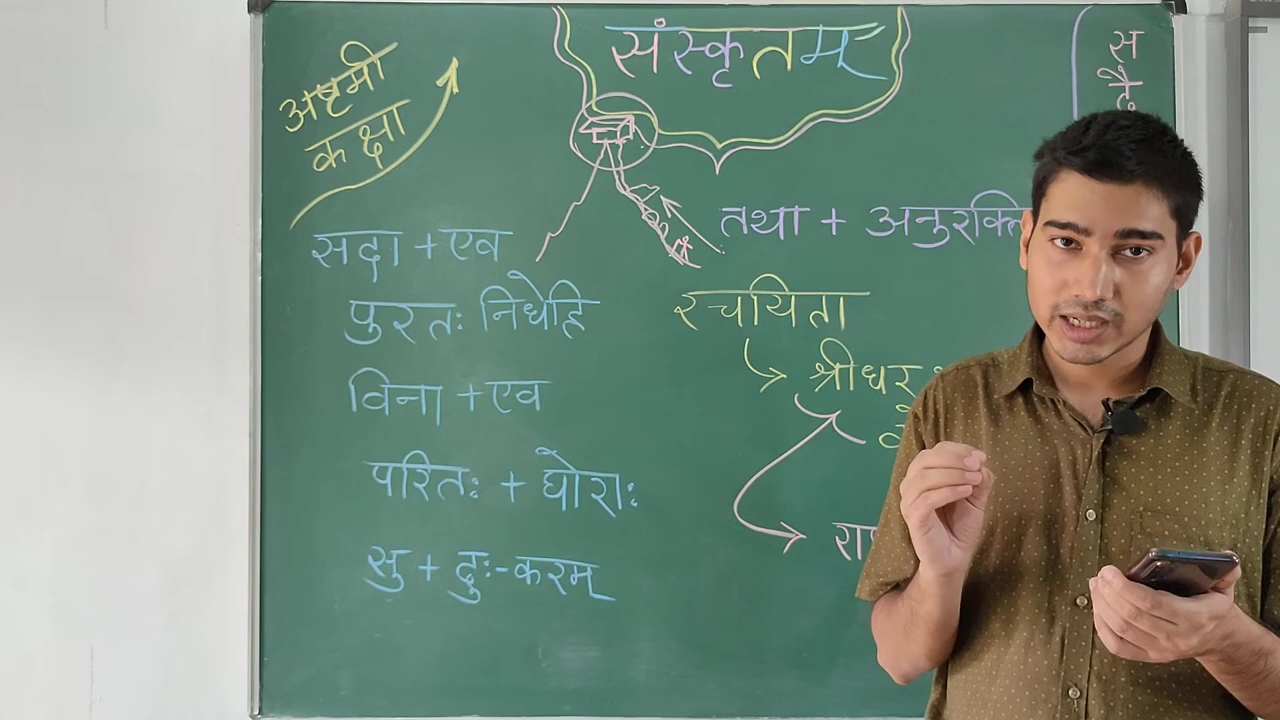 संस्कृतम्
अष्टमी
कक्षा
सदा + एव
पुरतः निधेहि
विना + एव
परितः + घोराः
सु + दुः-करम्
तथा + अनुरक्ति
रचयिता
श्रीधर